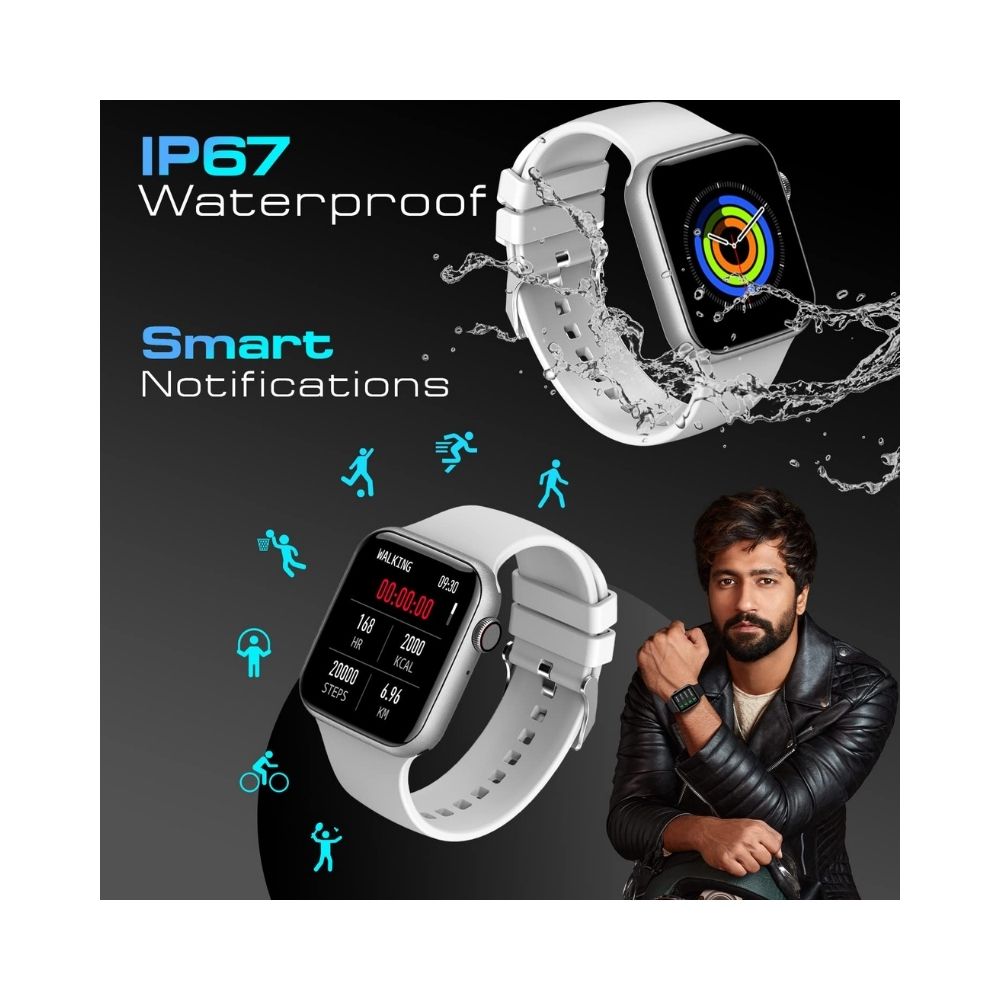 IP67
Waterproof
Smart
Notifications
WALKING
09:30
00:00:00
168
HR
2000
KCAL
20000
STEPS
6.96
KM